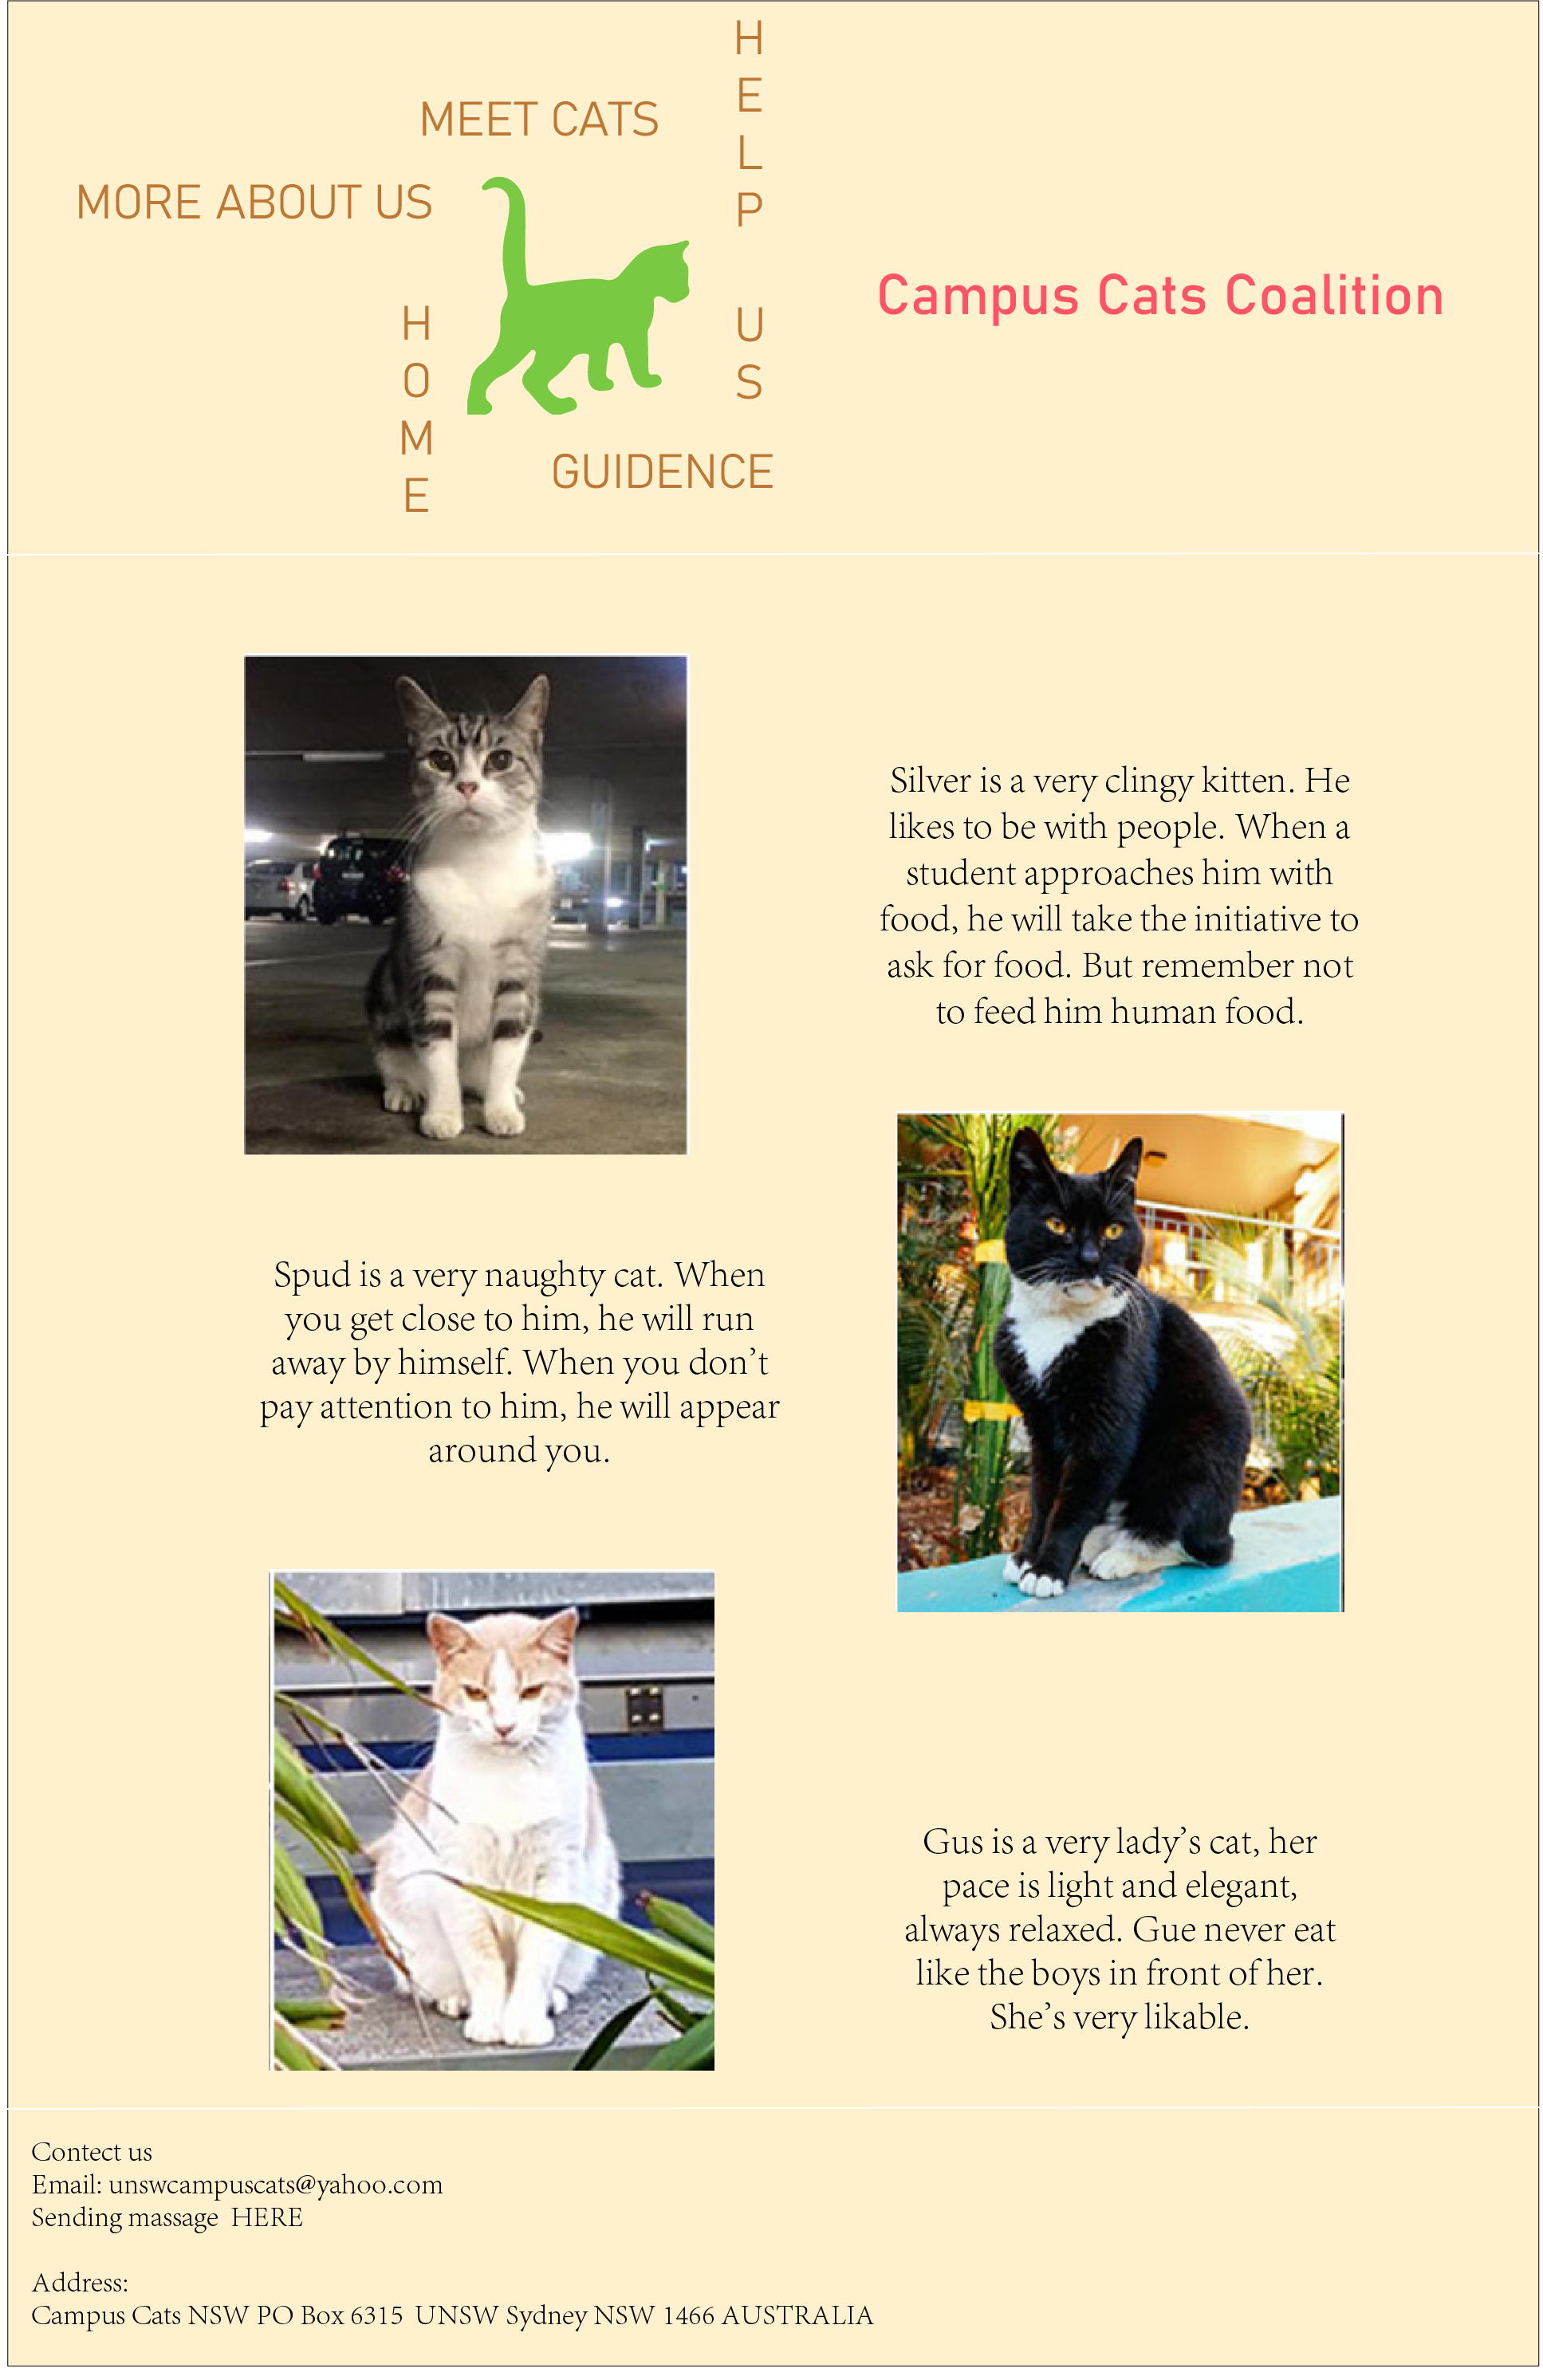 HELP US
MEET CATS
MORE ABOUT US
Campus Cats Coalition
HOME
GUIDENCE
Silver is a very clingy kitten. He
likes to be with people. When a
student approaches him with
food, he will take the initiative to
ask for food. But remember not
to feed him human food.
Spud is a very naughty cat. When
you get close to him, he will run
away by himself. When you don't
pay attention to him, he will appear
around you.
Gus is a very lady's cat, her
pace is light and elegant,
always relaxed. Gue never eat
like the boys in front of her.
She's very likable.
Contect us
Email: unswcampuscats@yahoo.com
Sending massage  HERE
Address:
Campus Cats NSW PO Box 6315  UNSW Sydney NSW 1466 AUSTRALIA